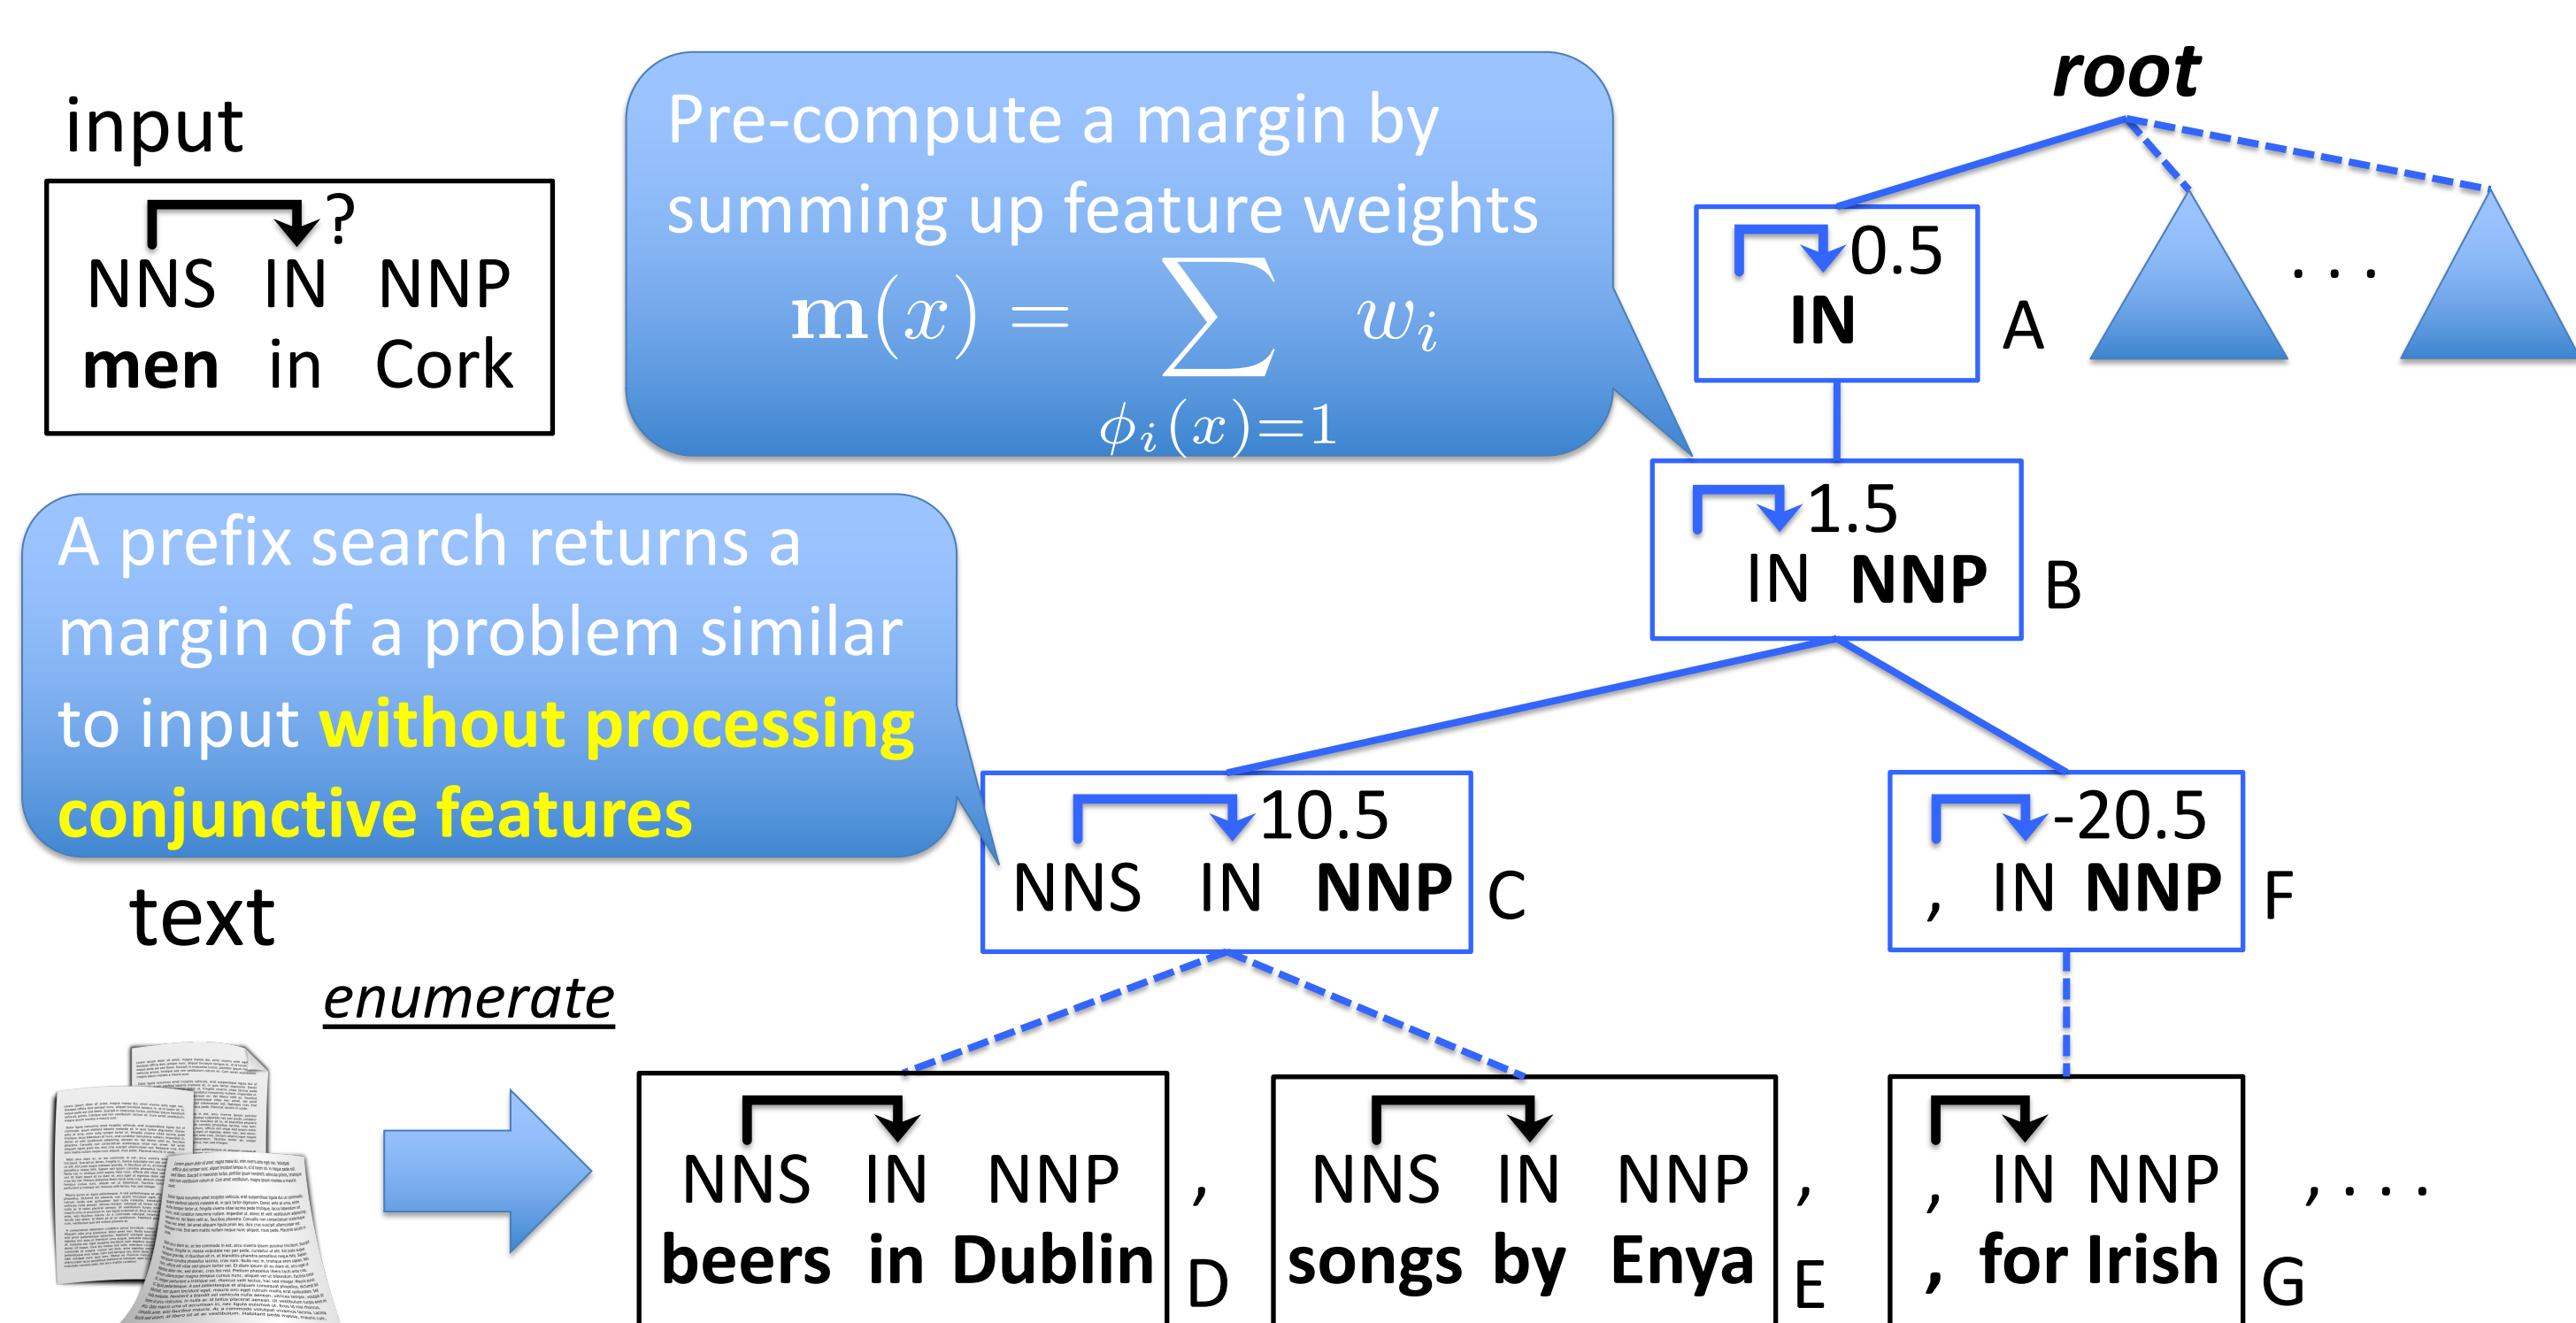 input
?
NNS IN NNP
men in Cork
Pre-compute a margin by
summing up feature weights
m(x) = ∑ w_i
ϕ_i(x)=1
root
0.5
IN
A
. . .
1.5
IN NNP
B
A prefix search returns a
margin of a problem similar
to input without processing
conjunctive features
10.5
NNS IN NNP
C
-20.5
, IN NNP
F
text
enumerate
NNS IN NNP ,
beers in Dublin
D
NNS IN NNP ,
songs by Enya
E
, IN NNP , . . .
, for Irish
G